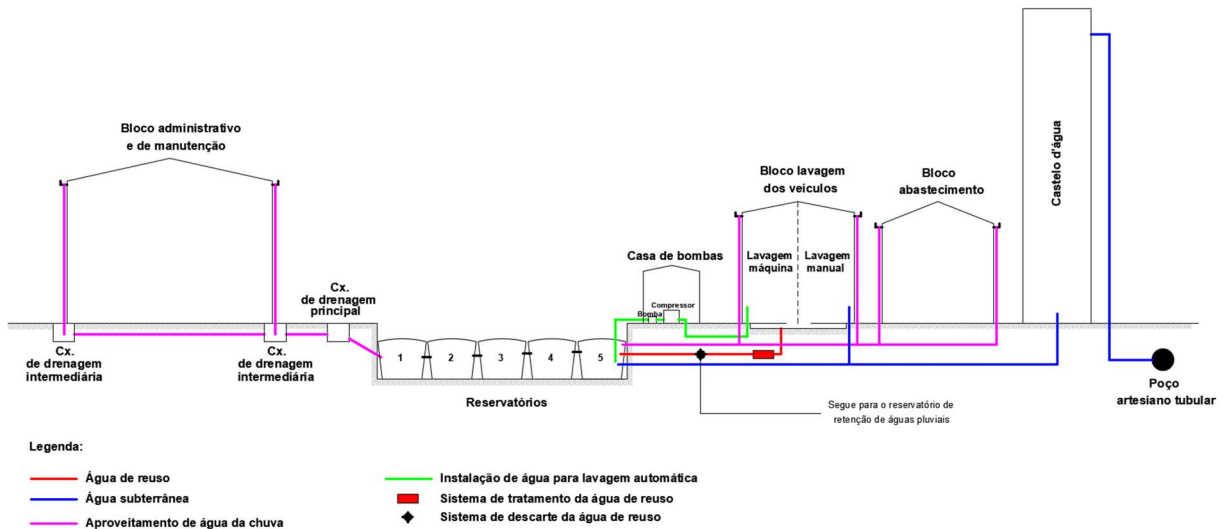 Bloco administrativo
e de manutenção
Cx.
de drenagem
principal
Cx.
de drenagem
intermediária
Cx.
de drenagem
intermediária
1
2
3
4
5
Reservatórios
Casa de bombas
Compressor
Bomba
Bloco lavagem
dos veiculos
Lavagem
máquina
Lavagem
manual
Bloco
abastecimento
Castelo d'água
Poço
artesiano tubular
Segue para o reservatório de
retenção de águas pluviais
Legenda:
Água de reuso
Água subterrânea
Aproveitamento de água da chuva
Instalação de água para lavagem automática
Sistema de tratamento da água de reuso
Sistema de descarte da água de reuso